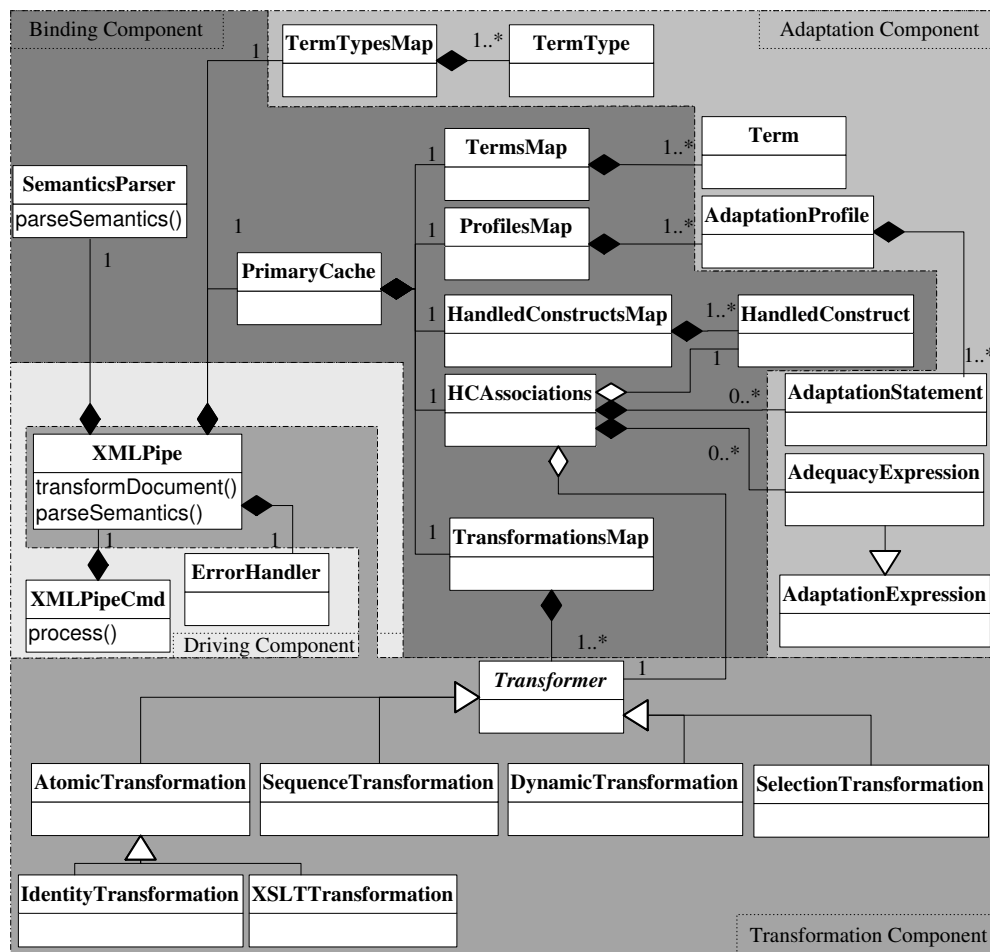 Binding Component
Adaptation Component
1
TermTypesMap
1..*
TermType
1
TermsMap
1..*
Term
SemanticsParser
parseSemantics()
1
1
PrimaryCache
1
ProfilesMap
1..*
AdaptationProfile
1
HandledConstructsMap
1..*
HandledConstruct
1
1..*
1
HCAssociations
0..*
AdaptationStatement
0..*
AdequacyExpression
XMLPipe
transformDocument()
parseSemantics()
1
1
1
TransformationsMap
ErrorHandler
AdaptationExpression
XMLPipeCmd
process()
Driving Component
1..*
1
Transformer
AtomicTransformation
SequenceTransformation
DynamicTransformation
SelectionTransformation
IdentityTransformation
XSLTTransformation
Transformation Component